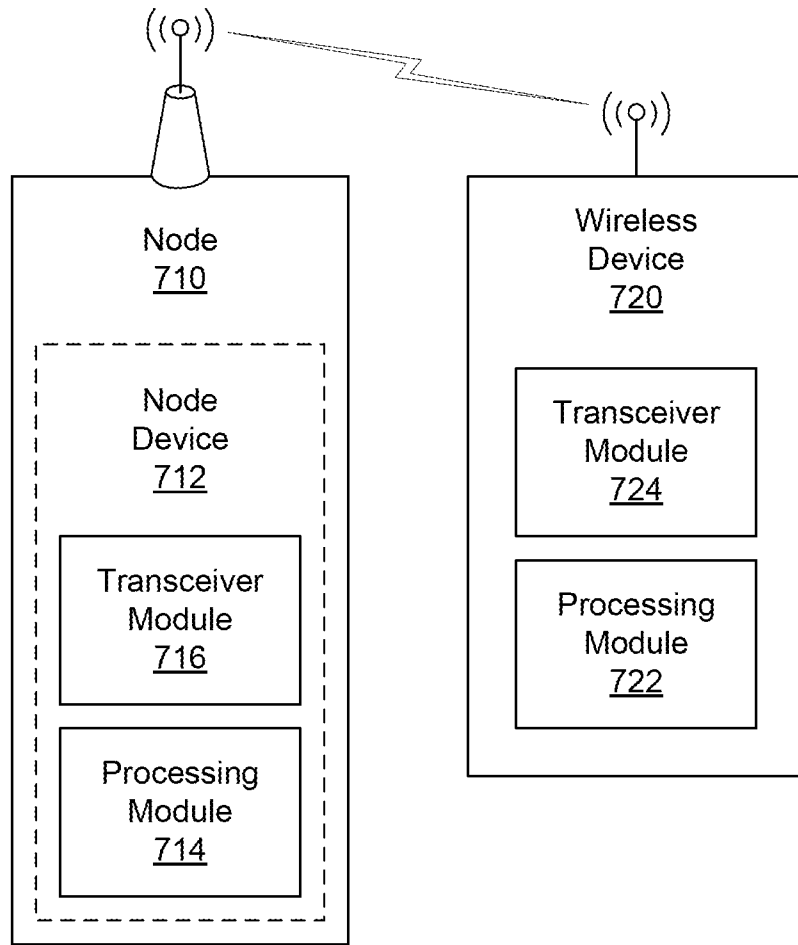 Node
710
Node
Device
712
Transceiver
Module
716
Processing
Module
714
Wireless
Device
720
Transceiver
Module
724
Processing
Module
722